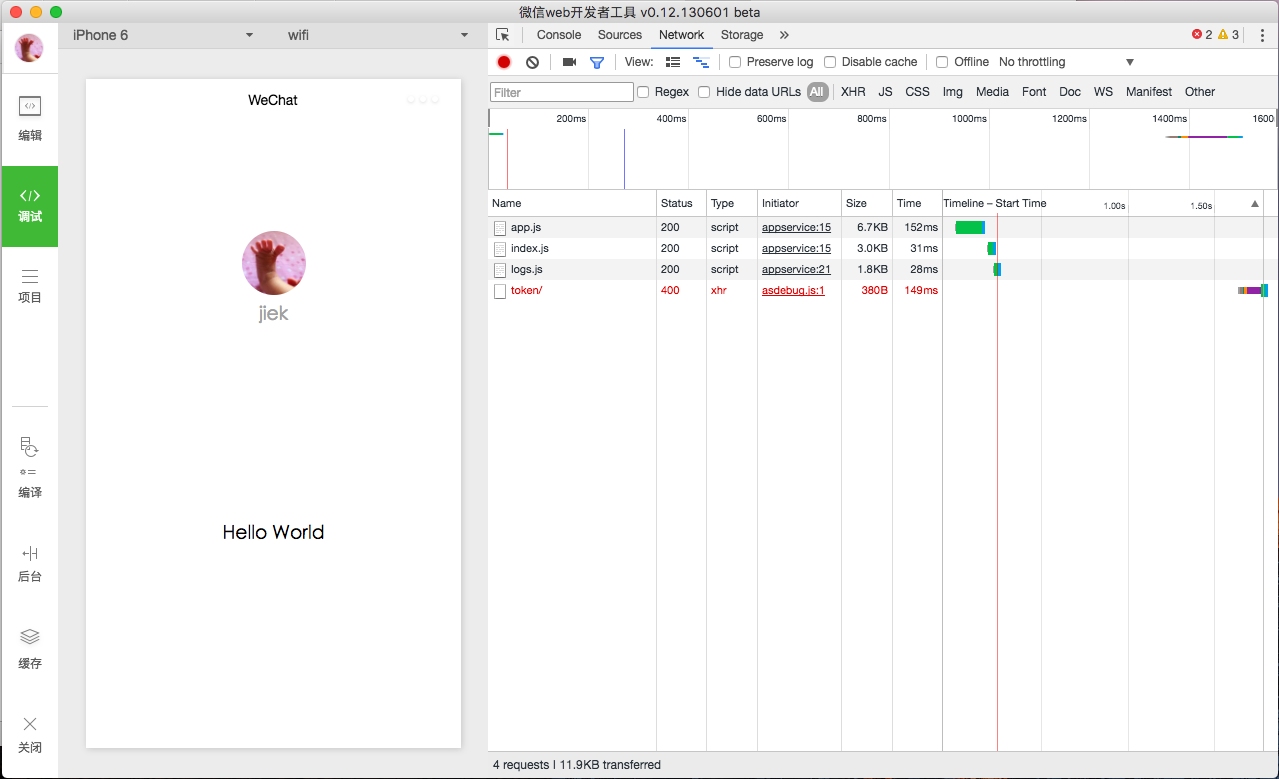 微信web开发者工具 v0.12.130601 beta
iPhone 6 wifi
Console Sources Network Storage » 2 3
View: Preserve log Disable cache Offline No throttling
Filter Regex Hide data URLs All XHR JS CSS Img Media Font Doc WS Manifest Other
200ms 400ms 600ms 800ms 1000ms 1200ms 1400ms 1600
Name Status Type Initiator Size Time Timeline – Start Time 1.00s 1.50s
app.js 200 script appservice:15 6.7KB 152ms
index.js 200 script appservice:15 3.0KB 31ms
logs.js 200 script appservice:21 1.8KB 28ms
token/ 400 xhr asdebug.js:1 380B 149ms
4 requests | 11.9KB transferred
编辑
调试
项目
编译
后台
缓存
关闭
WeChat
jiek
Hello World